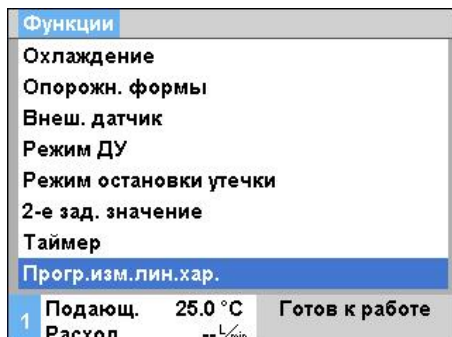 Функции
Охлаждение
Опорожн. формы
Внеш. датчик
Режим ДУ
Режим остановки утечки
2-е зад. значение
Таймер
Прогр.изм.лин.хар.
1 Подающ. 25.0 °C Готов к работе
Расход -- L/min